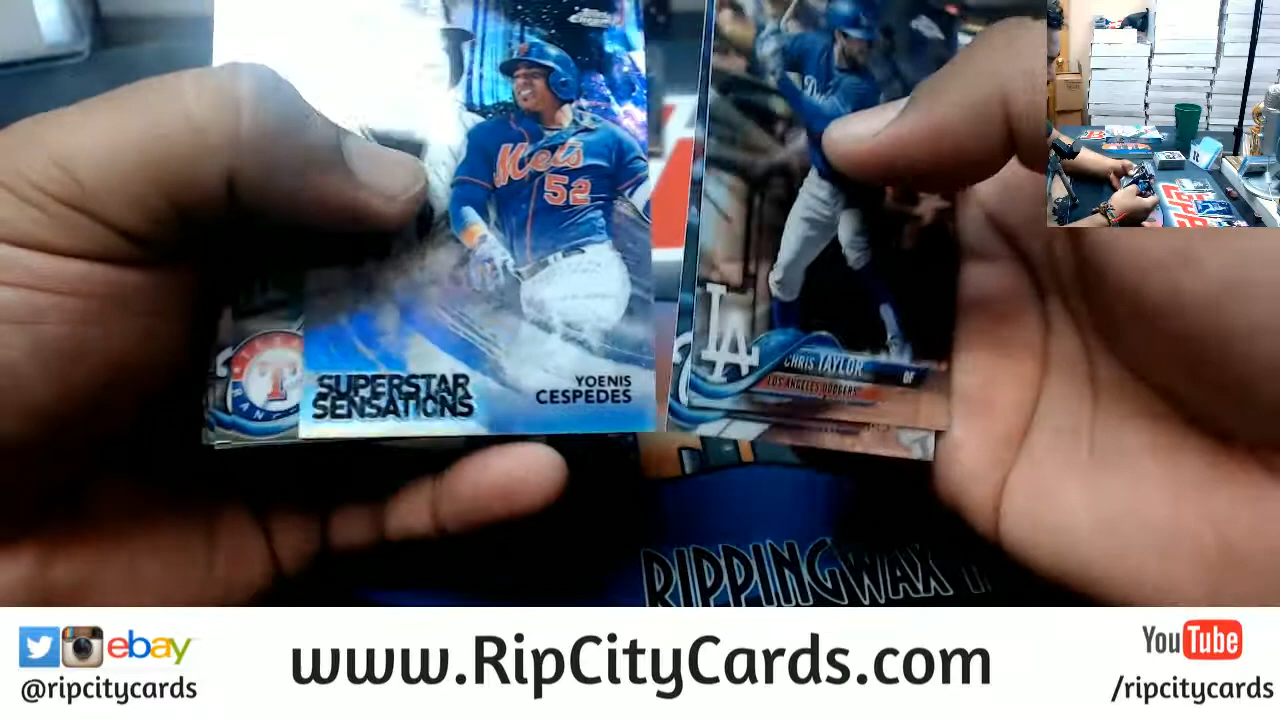 Mets
52
SUPERSTAR
SENSATIONS
YOENIS
CESPEDES
LA
CHRIS TAYLOR
OF
LOS ANGELES DODGERS
T
RIPPINGWAX
ebay
@ripcitycards
www.RipCityCards.com
YouTube
/ripcitycards